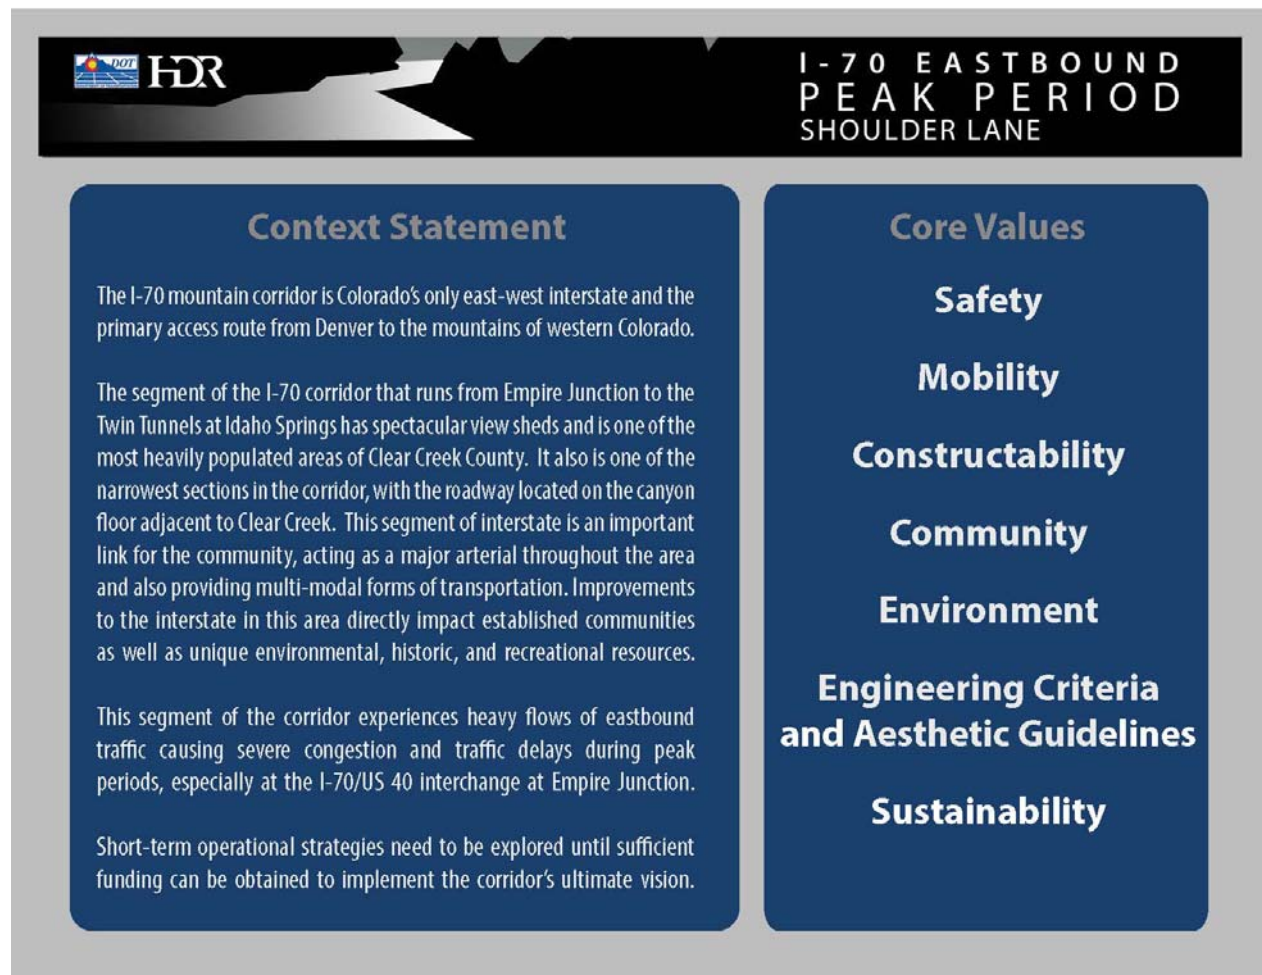 DOT HDR
I-70 EASTBOUND
PEAK PERIOD
SHOULDER LANE
Context Statement
The I-70 mountain corridor is Colorado's only east-west interstate and the
primary access route from Denver to the mountains of western Colorado.
The segment of the I-70 corridor that runs from Empire Junction to the
Twin Tunnels at Idaho Springs has spectacular view sheds and is one of the
most heavily populated areas of Clear Creek County. It also is one of the
narrowest sections in the corridor, with the roadway located on the canyon
floor adjacent to Clear Creek. This segment of interstate is an important
link for the community, acting as a major arterial throughout the area
and also providing multi-modal forms of transportation. Improvements
to the interstate in this area directly impact established communities
as well as unique environmental, historic, and recreational resources.
This segment of the corridor experiences heavy flows of eastbound
traffic causing severe congestion and traffic delays during peak
periods, especially at the I-70/US 40 interchange at Empire Junction.
Short-term operational strategies need to be explored until sufficient
funding can be obtained to implement the corridor's ultimate vision.
Core Values
Safety
Mobility
Constructability
Community
Environment
Engineering Criteria
and Aesthetic Guidelines
Sustainability